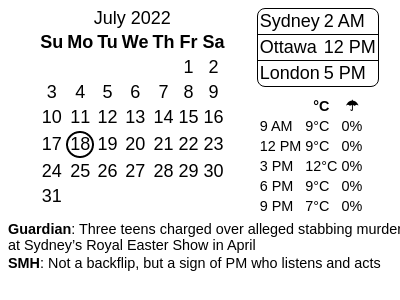 July 2022
Su Mo Tu We Th Fr Sa
1 2
3 4 5 6 7 8 9
10 11 12 13 14 15 16
17 18 19 20 21 22 23
24 25 26 27 28 29 30
31
Sydney 2 AM
Ottawa 12 PM
London 5 PM
°C ☂
9 AM 9°C 0%
12 PM 9°C 0%
3 PM 12°C 0%
6 PM 9°C 0%
9 PM 7°C 0%
Guardian: Three teens charged over alleged stabbing murder
at Sydney’s Royal Easter Show in April
SMH: Not a backflip, but a sign of PM who listens and acts